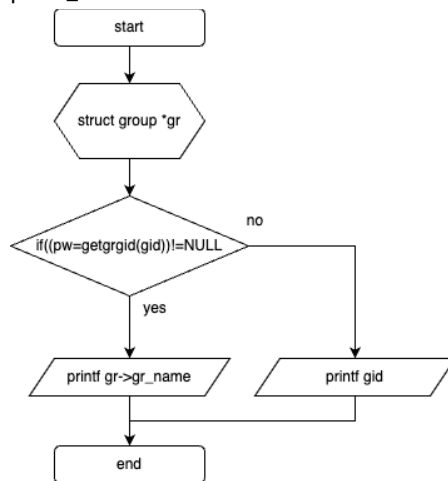 start
struct group *gr
if((pw=getgrgid(gid))!=NULL
no
yes
printf gr->gr_name
printf gid
end